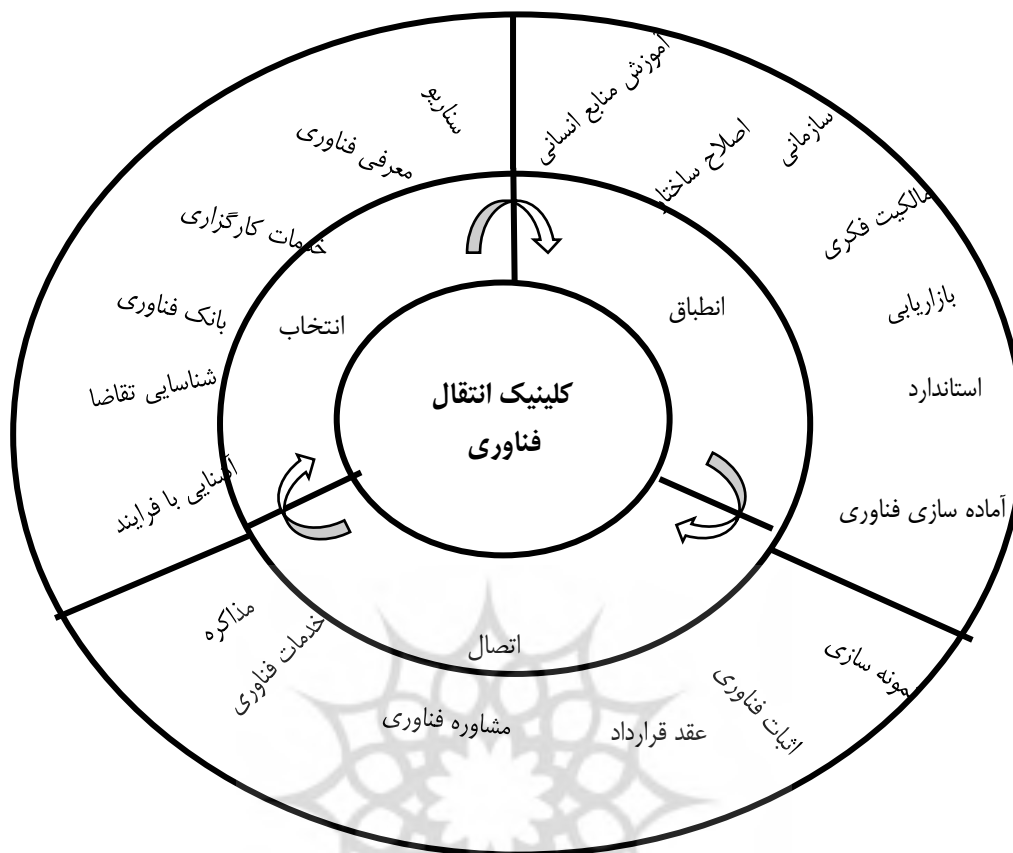 آموزش منابع انسانی
اصلاح ساختار
سازمانی
مالکیت فکری
بازاریابی
استاندارد
آماده سازی فناوری
انطباق
سناریو
معرفی فناوری
خدمات کارگزاری
بانک فناوری
شناسایی تقاضا
آشنایی با فرایند
انتخاب
کلینیک انتقال
فناوری
اتصال
مذاکره
خدمات فناوری
مشاوره فناوری
عقد قرارداد
اثبات فناوری
نمونه سازی